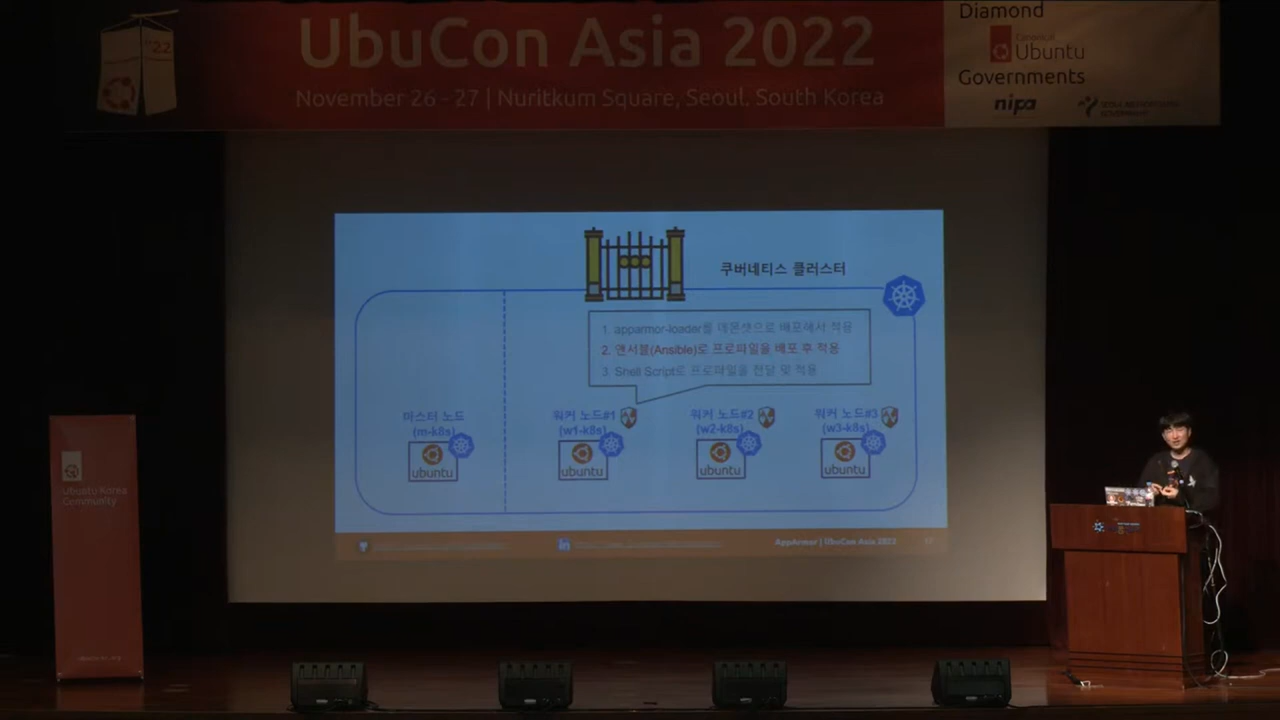 UbuCon Asia 2022
November 26 - 27 | Nuritkum Square, Seoul, South Korea
'22
Diamond
Canonical
Ubuntu
Governments
nipa
쿠버네티스 클러스터
1. apparmor-loader를 데몬셋으로 배포해서 적용
2. 앤서블(Ansible)로 프로파일을 배포 후 적용
3. Shell Script로 프로파일을 전달 및 적용
마스터 노드
(m-k8s)
ubuntu
워커 노드#1
(w1-k8s)
ubuntu
워커 노드#2
(w2-k8s)
ubuntu
워커 노드#3
(w3-k8s)
ubuntu
in
AppArmor | UbuCon Asia 2022
Ubuntu Korea
Community